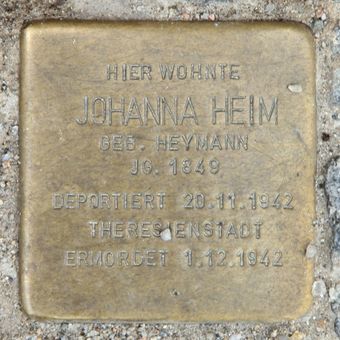 HIER WOHNTE
JOHANNA HEIM
GEB. HEYMANN
JG. 1849
DEPORTIERT 20.11.1942
THERESIENSTADT
ERMORDET 1.12.1942